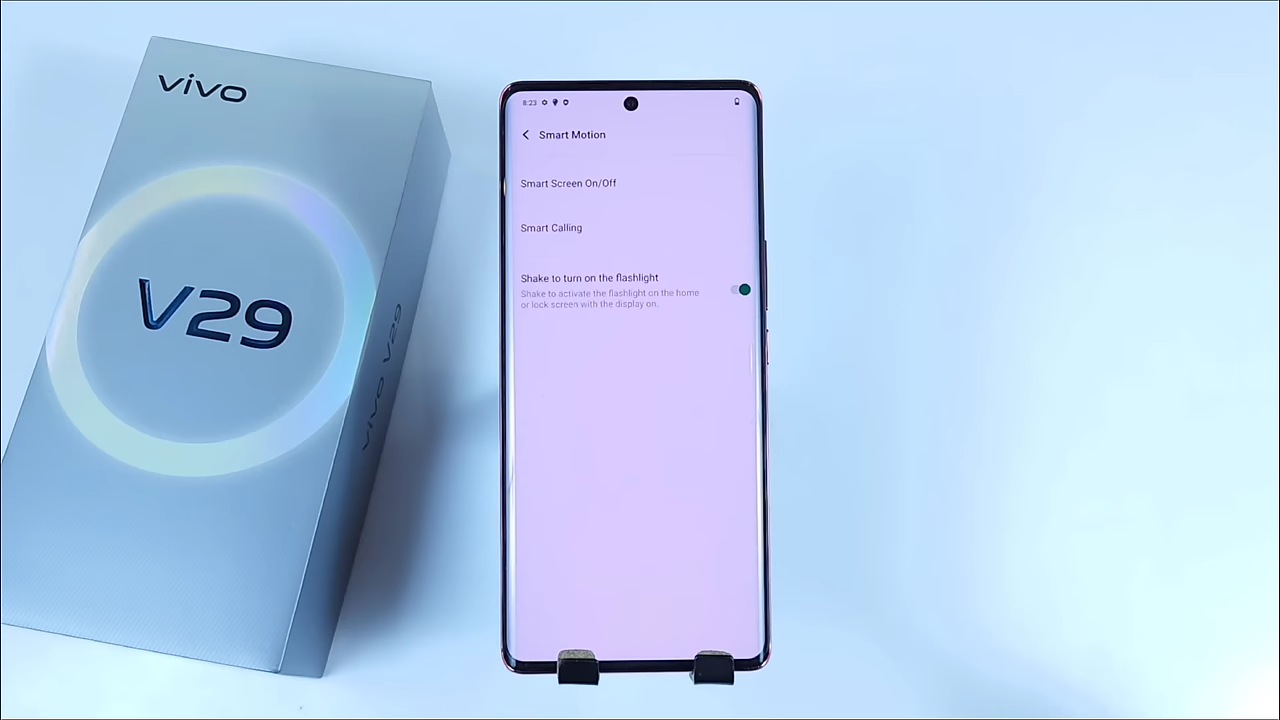 vivo
V29
vivo V29
8:23
Smart Motion
Smart Screen On/Off
Smart Calling
Shake to turn on the flashlight
Shake to activate the flashlight on the home
or lock screen with the display on.